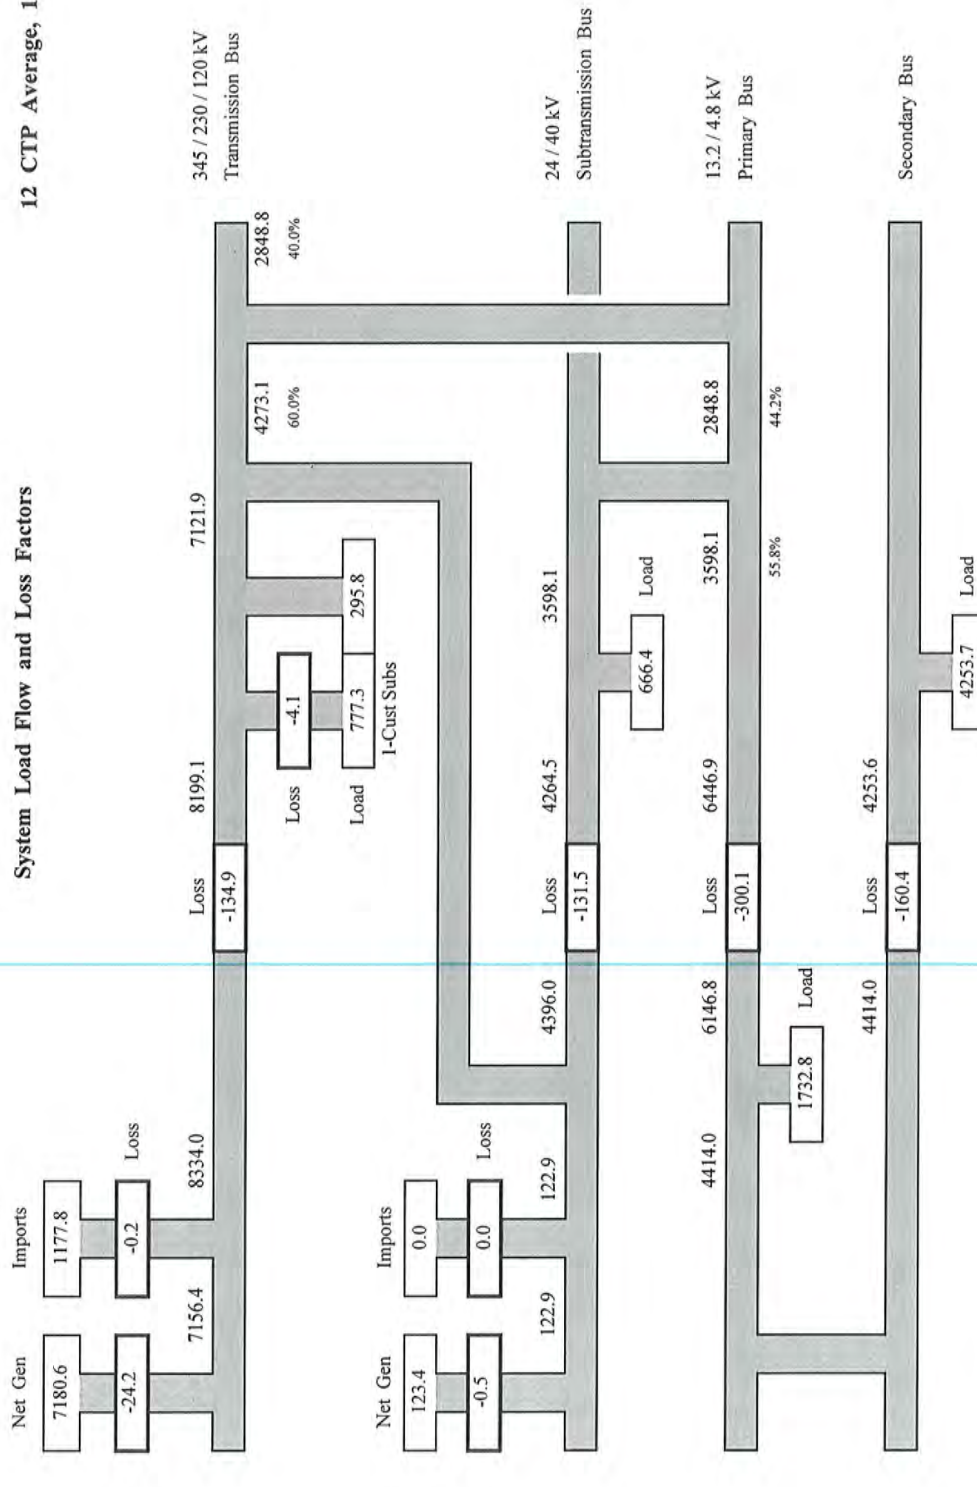 System Load Flow and Loss Factors
12 CTP Average, 1
Net Gen
Imports
7180.6
1177.8
-24.2
-0.2
Loss
7156.4
8334.0
Loss
-134.9
8199.1
7121.9
345 / 230 / 120 kV
Transmission Bus
4273.1
60.0%
2848.8
40.0%
Loss
-4.1
Load
777.3
295.8
1-Cust Subs
Net Gen
Imports
123.4
0.0
-0.5
0.0
Loss
122.9
122.9
4396.0
Loss
-131.5
4264.5
3598.1
24 / 40 kV
Subtransmission Bus
666.4
Load
4414.0
6146.8
Loss
-300.1
6446.9
3598.1
2848.8
13.2 / 4.8 kV
Primary Bus
55.8%
44.2%
1732.8
Load
4414.0
Loss
-160.4
4253.6
Secondary Bus
4253.7
Load